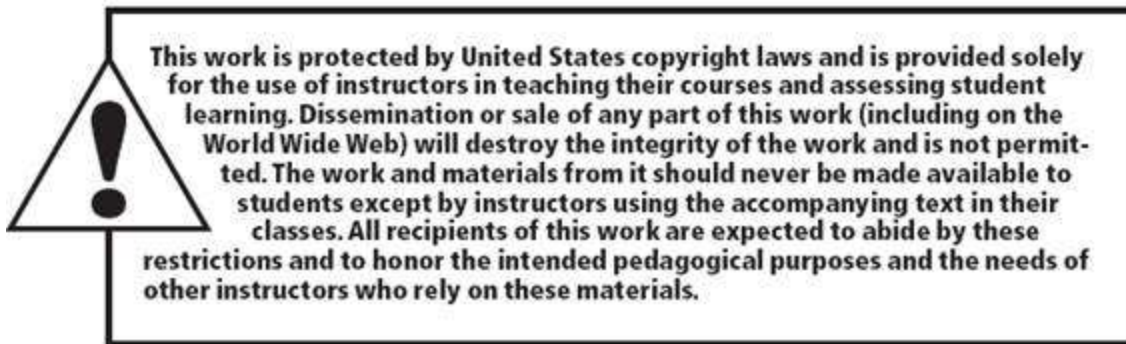 This work is protected by United States copyright laws and is provided solely
for the use of instructors in teaching their courses and assessing student
learning. Dissemination or sale of any part of this work (including on the
World Wide Web) will destroy the integrity of the work and is not permit-
ted. The work and materials from it should never be made available to
students except by instructors using the accompanying text in their
classes. All recipients of this work are expected to abide by these
restrictions and to honor the intended pedagogical purposes and the needs of
other instructors who rely on these materials.